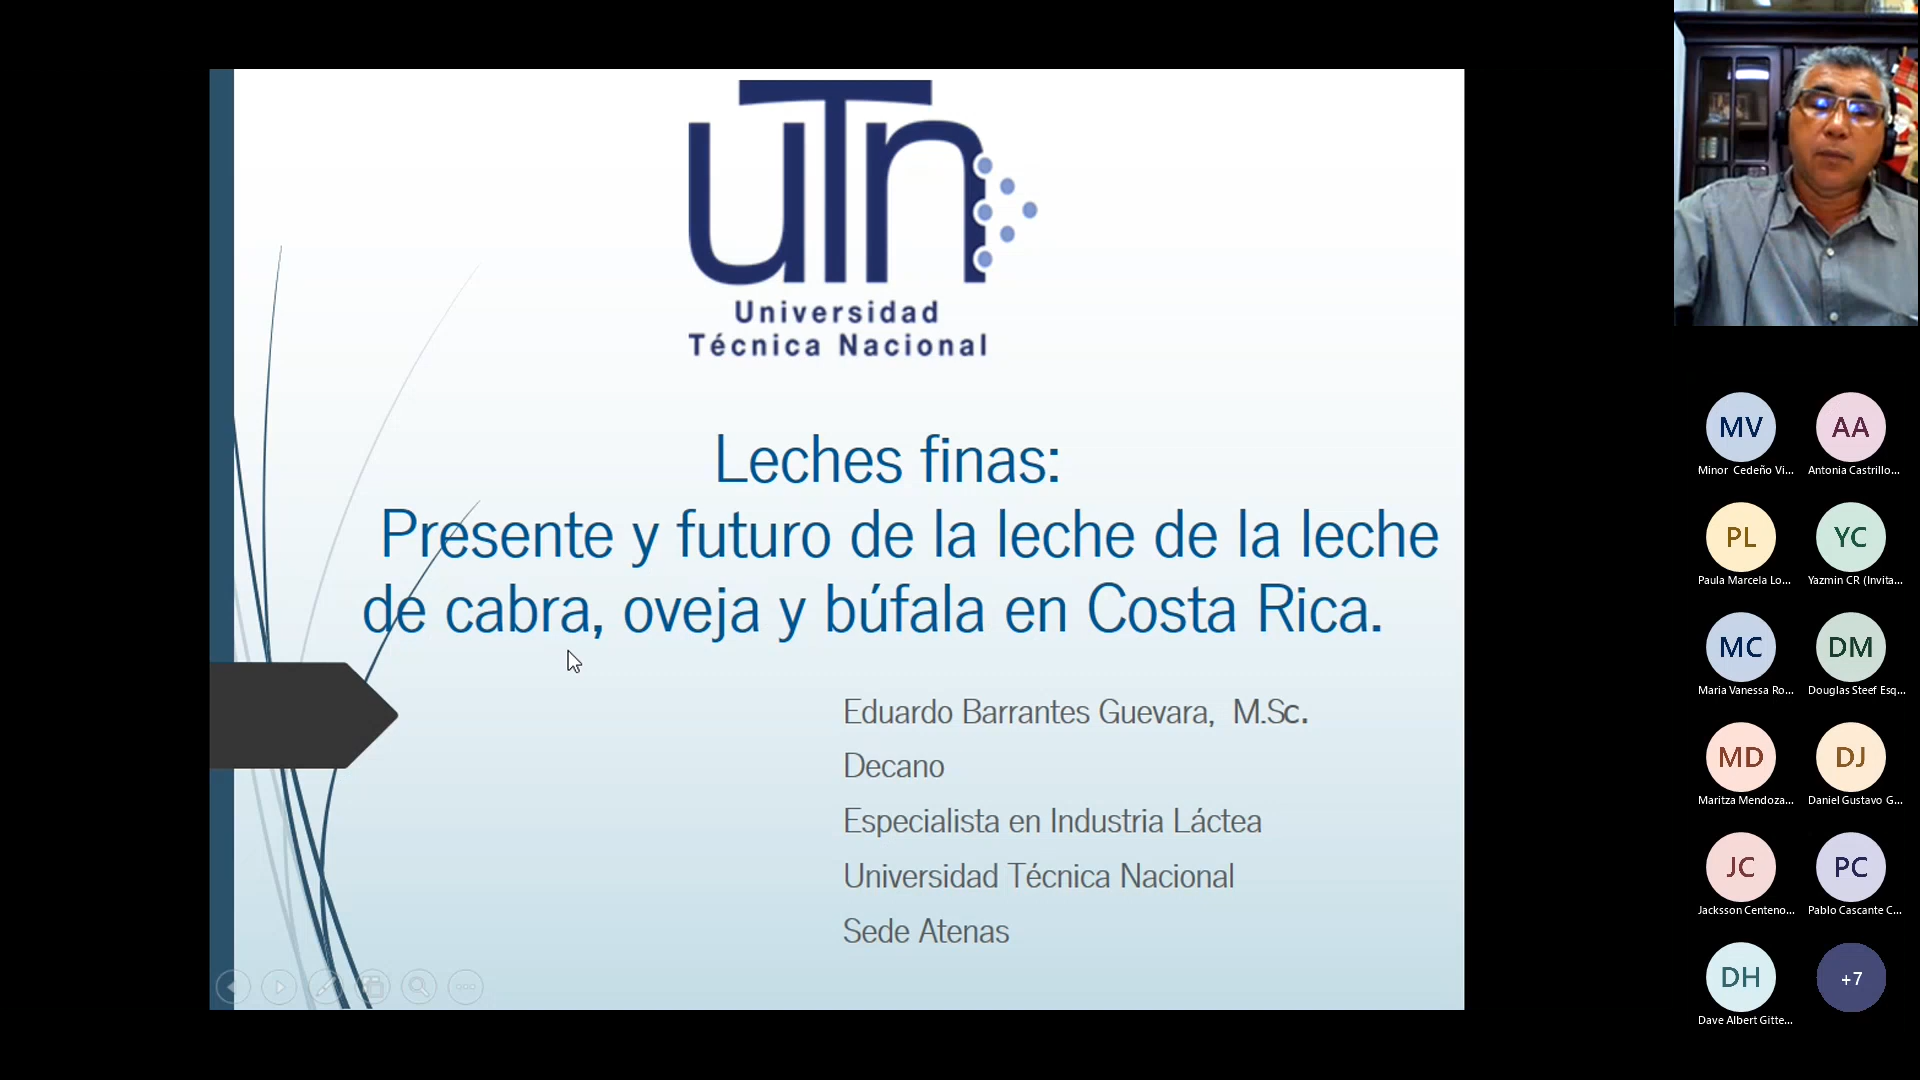 uTn
Universidad
Técnica Nacional
Leches finas:
Presente y futuro de la leche de la leche
de cabra, oveja y búfala en Costa Rica.
Eduardo Barrantes Guevara, M.Sc.
Decano
Especialista en Industria Láctea
Universidad Técnica Nacional
Sede Atenas
MV
AA
Minor Cedeño Vi...
Antonia Castrillo...
PL
YC
Paula Marcela Lo...
Yazmin CR (Invita...
MC
DM
Maria Vanessa Ro...
Douglas Steef Esq...
MD
DJ
Maritza Mendoza...
Daniel Gustavo G...
JC
PC
Jacksson Centeno...
Pablo Cascante C...
DH
+7
Dave Albert Gitte...